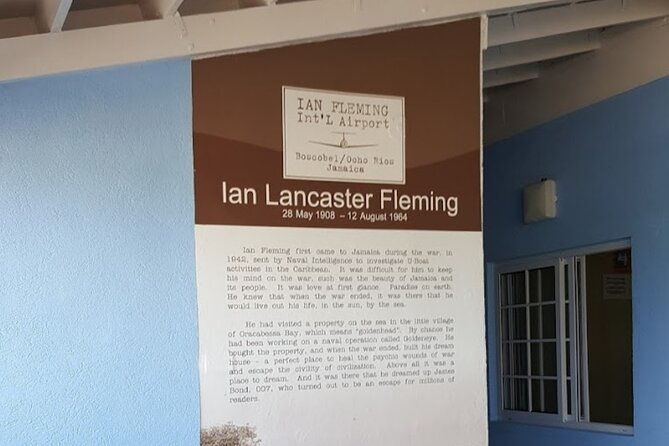 IAN FLEMING
Int'L Airport
Boscobel/Ocho Rios
Jamaica
Ian Lancaster Fleming
28 May 1908 – 12 August 1964
Ian Fleming first came to Jamaica during the war, in
1942, sent by Naval Intelligence to investigate U-Boat
activities in the Caribbean. It was difficult for him to keep
his mind on the war, such was the beauty of Jamaica and
its people. It was love at first glance. Paradise on earth.
He knew that when the war ended, it was there that he
would live out his life, in the sun, by the sea.
He had visited a property on the sea in the little village
of Oracabessa Bay, which means "goldenhead". By chance he
had been working on a naval operation called Goldeneye. He
bought the property, and when the war ended, built his dream
house – a perfect place to heal the psychic wounds of war
and escape the civility of civilization. Above all it was a
place to dream. And it was there that he dreamed up James
Bond, 007, who turned out to be an escape for millions of
readers.